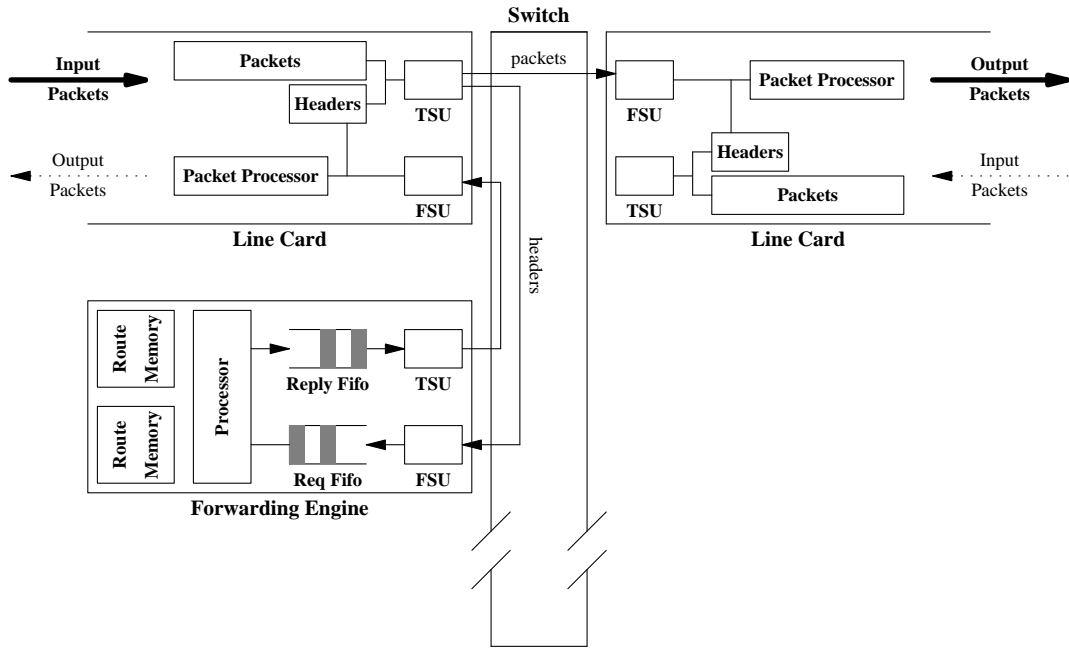 Switch
Input
Packets
Packets
Headers
TSU
packets
FSU
Packet Processor
Output
Packets
Output
Packets
Packet Processor
FSU
Headers
TSU
Packets
Input
Packets
Line Card
Line Card
headers
Route
Memory
Processor
Reply Fifo
TSU
Route
Memory
Req Fifo
FSU
Forwarding Engine